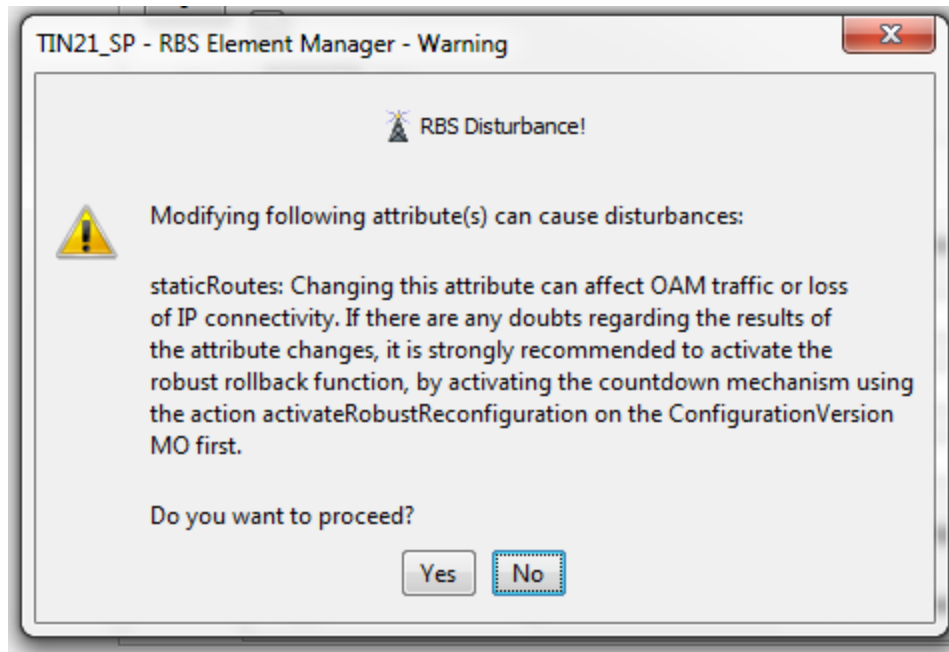 TIN21_SP - RBS Element Manager - Warning
RBS Disturbance!
Modifying following attribute(s) can cause disturbances:
staticRoutes: Changing this attribute can affect OAM traffic or loss
of IP connectivity. If there are any doubts regarding the results of
the attribute changes, it is strongly recommended to activate the
robust rollback function, by activating the countdown mechanism using
the action activateRobustReconfiguration on the ConfigurationVersion
MO first.
Do you want to proceed?
Yes No